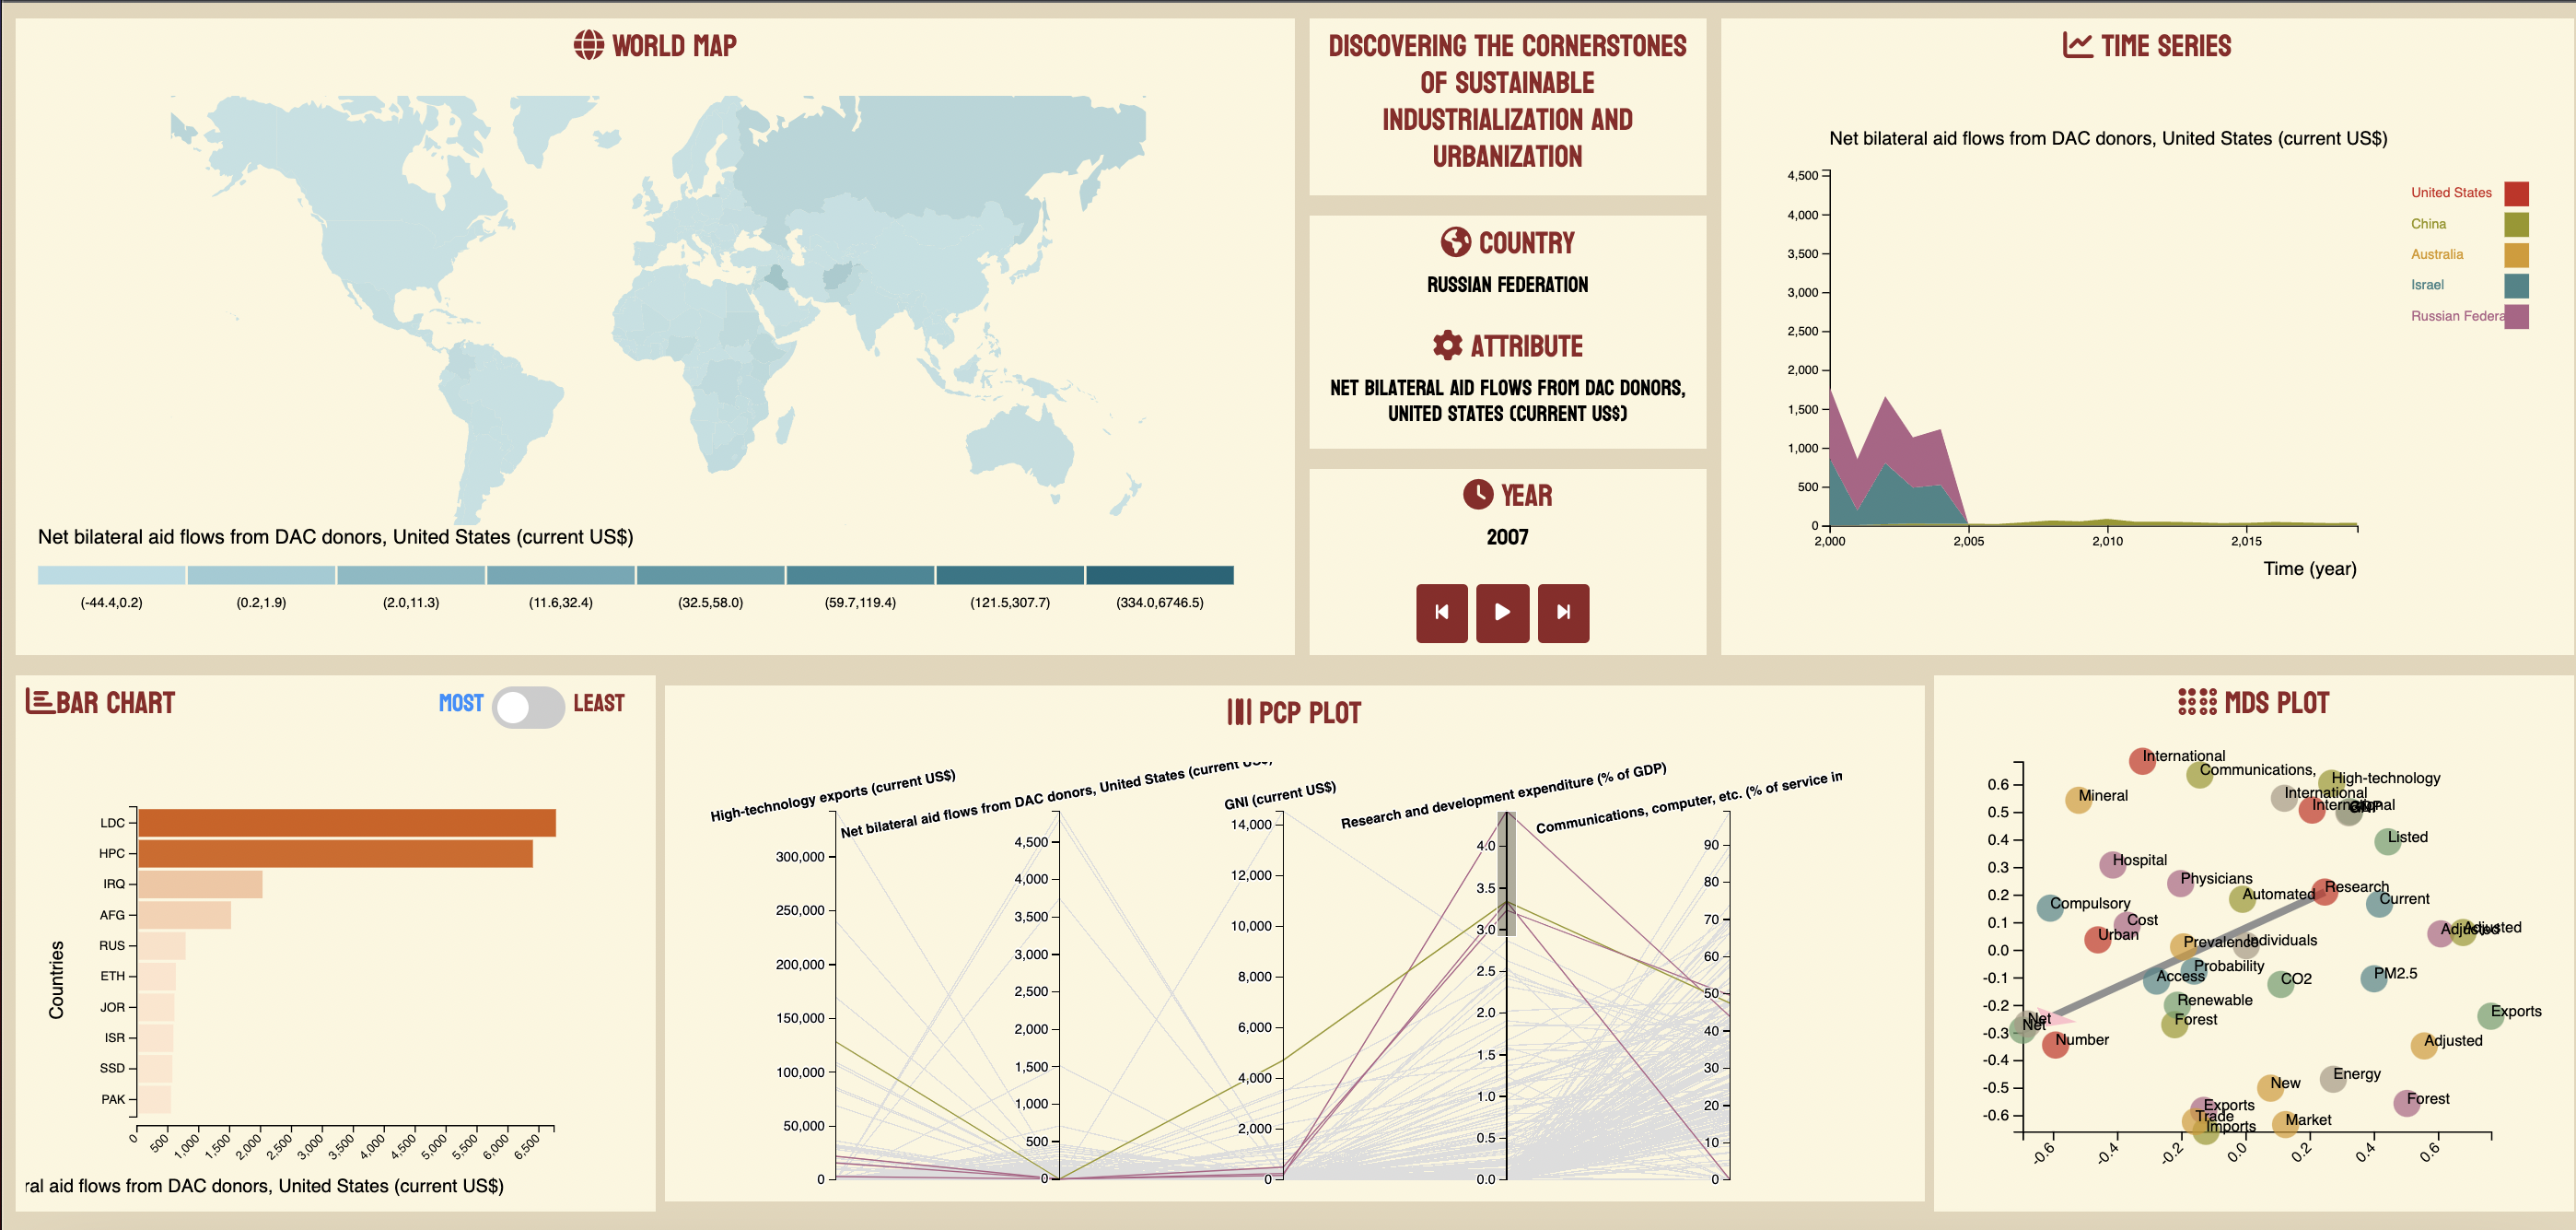 WORLD MAP
Net bilateral aid flows from DAC donors, United States (current US$)
(-44.4,0.2) (0.2,1.9) (2.0,11.3) (11.6,32.4) (32.5,58.0) (59.7,119.4) (121.5,307.7) (334.0,6746.5)
DISCOVERING THE CORNERSTONES
OF SUSTAINABLE
INDUSTRIALIZATION AND
URBANIZATION
COUNTRY
RUSSIAN FEDERATION
ATTRIBUTE
NET BILATERAL AID FLOWS FROM DAC DONORS,
UNITED STATES (CURRENT US$)
YEAR
2007
TIME SERIES
Net bilateral aid flows from DAC donors, United States (current US$)
4,500
4,000
3,500
3,000
2,500
2,000
1,500
1,000
500
0
2,000 2,005 2,010 2,015
Time (year)
United States
China
Australia
Israel
Russian Federa
BAR CHART
MOST LEAST
Countries
LDC
HPC
IRQ
AFG
RUS
ETH
JOR
ISR
SSD
PAK
0 500 1,000 1,500 2,000 2,500 3,000 3,500 4,000 4,500 5,000 5,500 6,000 6,500
ral aid flows from DAC donors, United States (current US$)
PCP PLOT
High-technology exports (current US$)
300,000
250,000
200,000
150,000
100,000
50,000
0
Net bilateral aid flows from DAC donors, United States (current US$)
4,500
4,000
3,500
3,000
2,500
2,000
1,500
1,000
500
0
GNI (current US$)
14,000
12,000
10,000
8,000
6,000
4,000
2,000
0
Research and development expenditure (% of GDP)
4.0
3.5
3.0
2.5
2.0
1.5
1.0
0.5
0.0
Communications, computer, etc. (% of service in
90
80
70
60
50
40
30
20
10
0
MDS PLOT
0.6
0.5
0.4
0.3
0.2
0.1
0.0
-0.1
-0.2
-0.3
-0.4
-0.5
-0.6
-0.6 -0.4 -0.2 0.0 0.2 0.4 0.6
International
Communications,
High-technology
Mineral
International
International
Listed
Hospital
Physicians
Research
Automated
Current
Compulsory
Cost
Adjusted
Adjusted
Urban
Prevalence
Individuals
Probability
PM2.5
Access
CO2
Renewable
Exports
Net
Forest
Net
Number
Adjusted
Energy
New
Forest
Exports
Trade
Market
Imports